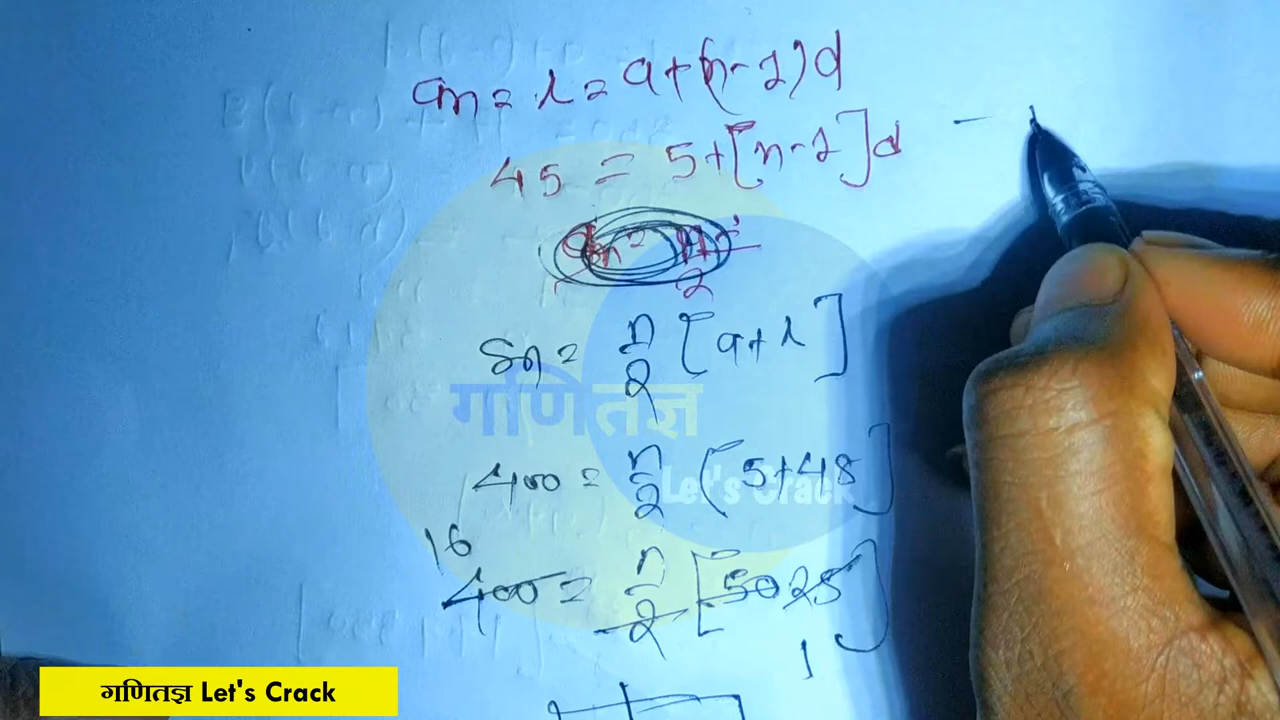 an = l = a+(n-1)d
45 = 5+[n-1]d -
Sn = n/2 [a+l]
गणितज्ञ
400 = n/2 [5+45]
Let's Crack
16
400 = n/2 [50 25]
1
गणितज्ञ Let's Crack